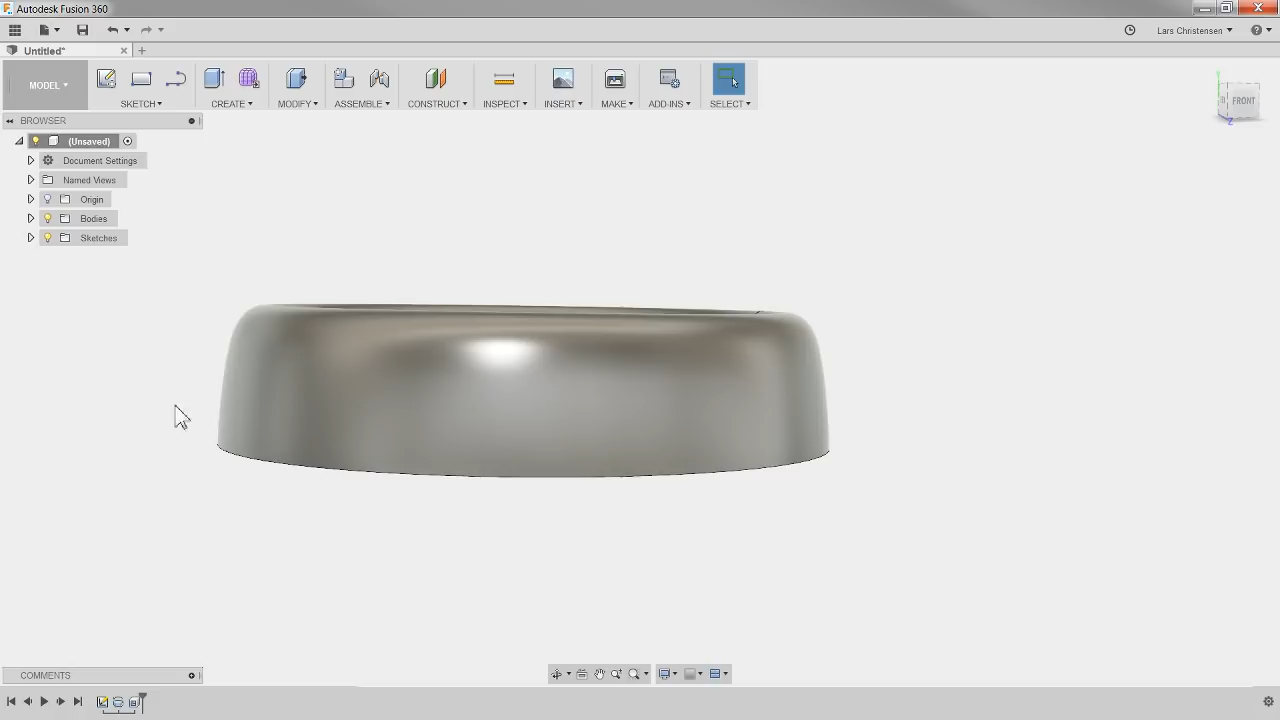 Autodesk Fusion 360
Lars Christensen
Untitled*
MODEL
SKETCH
CREATE
MODIFY
ASSEMBLE
CONSTRUCT
INSPECT
INSERT
MAKE
ADD-INS
SELECT
FRONT
BROWSER
(Unsaved)
Document Settings
Named Views
Origin
Bodies
Sketches
COMMENTS